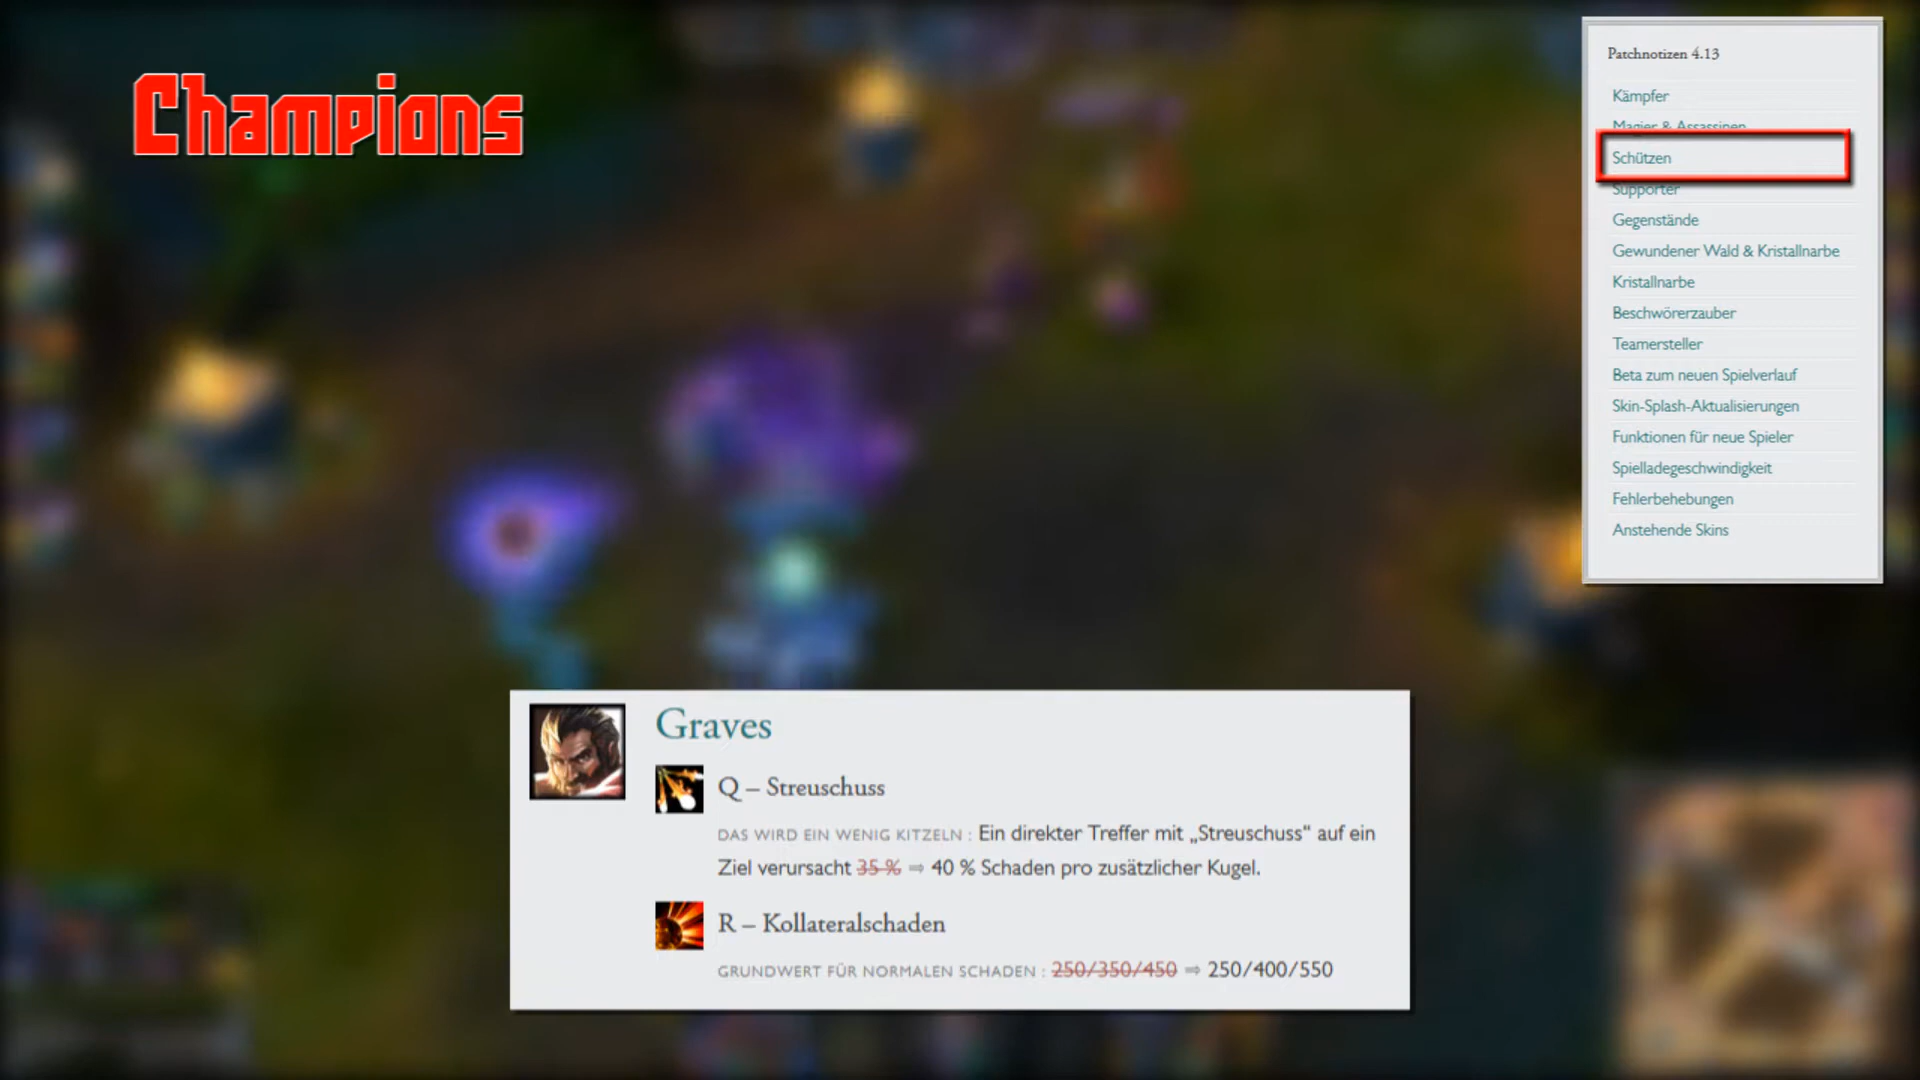 Champions
Patchnotizen 4.13
Kämpfer
Magier & Assassinen
Schützen
Supporter
Gegenstände
Gewundener Wald & Kristallnarbe
Kristallnarbe
Beschwörerzauber
Teamersteller
Beta zum neuen Spielverlauf
Skin-Splash-Aktualisierungen
Funktionen für neue Spieler
Spielladegeschwindigkeit
Fehlerbehebungen
Anstehende Skins
Graves
Q – Streuschuss
DAS WIRD EIN WENIG KITZELN : Ein direkter Treffer mit „Streuschuss“ auf ein
Ziel verursacht 35 % ⇒ 40 % Schaden pro zusätzlicher Kugel.
R – Kollateralschaden
GRUNDWERT FÜR NORMALEN SCHADEN : 250/350/450 ⇒ 250/400/550